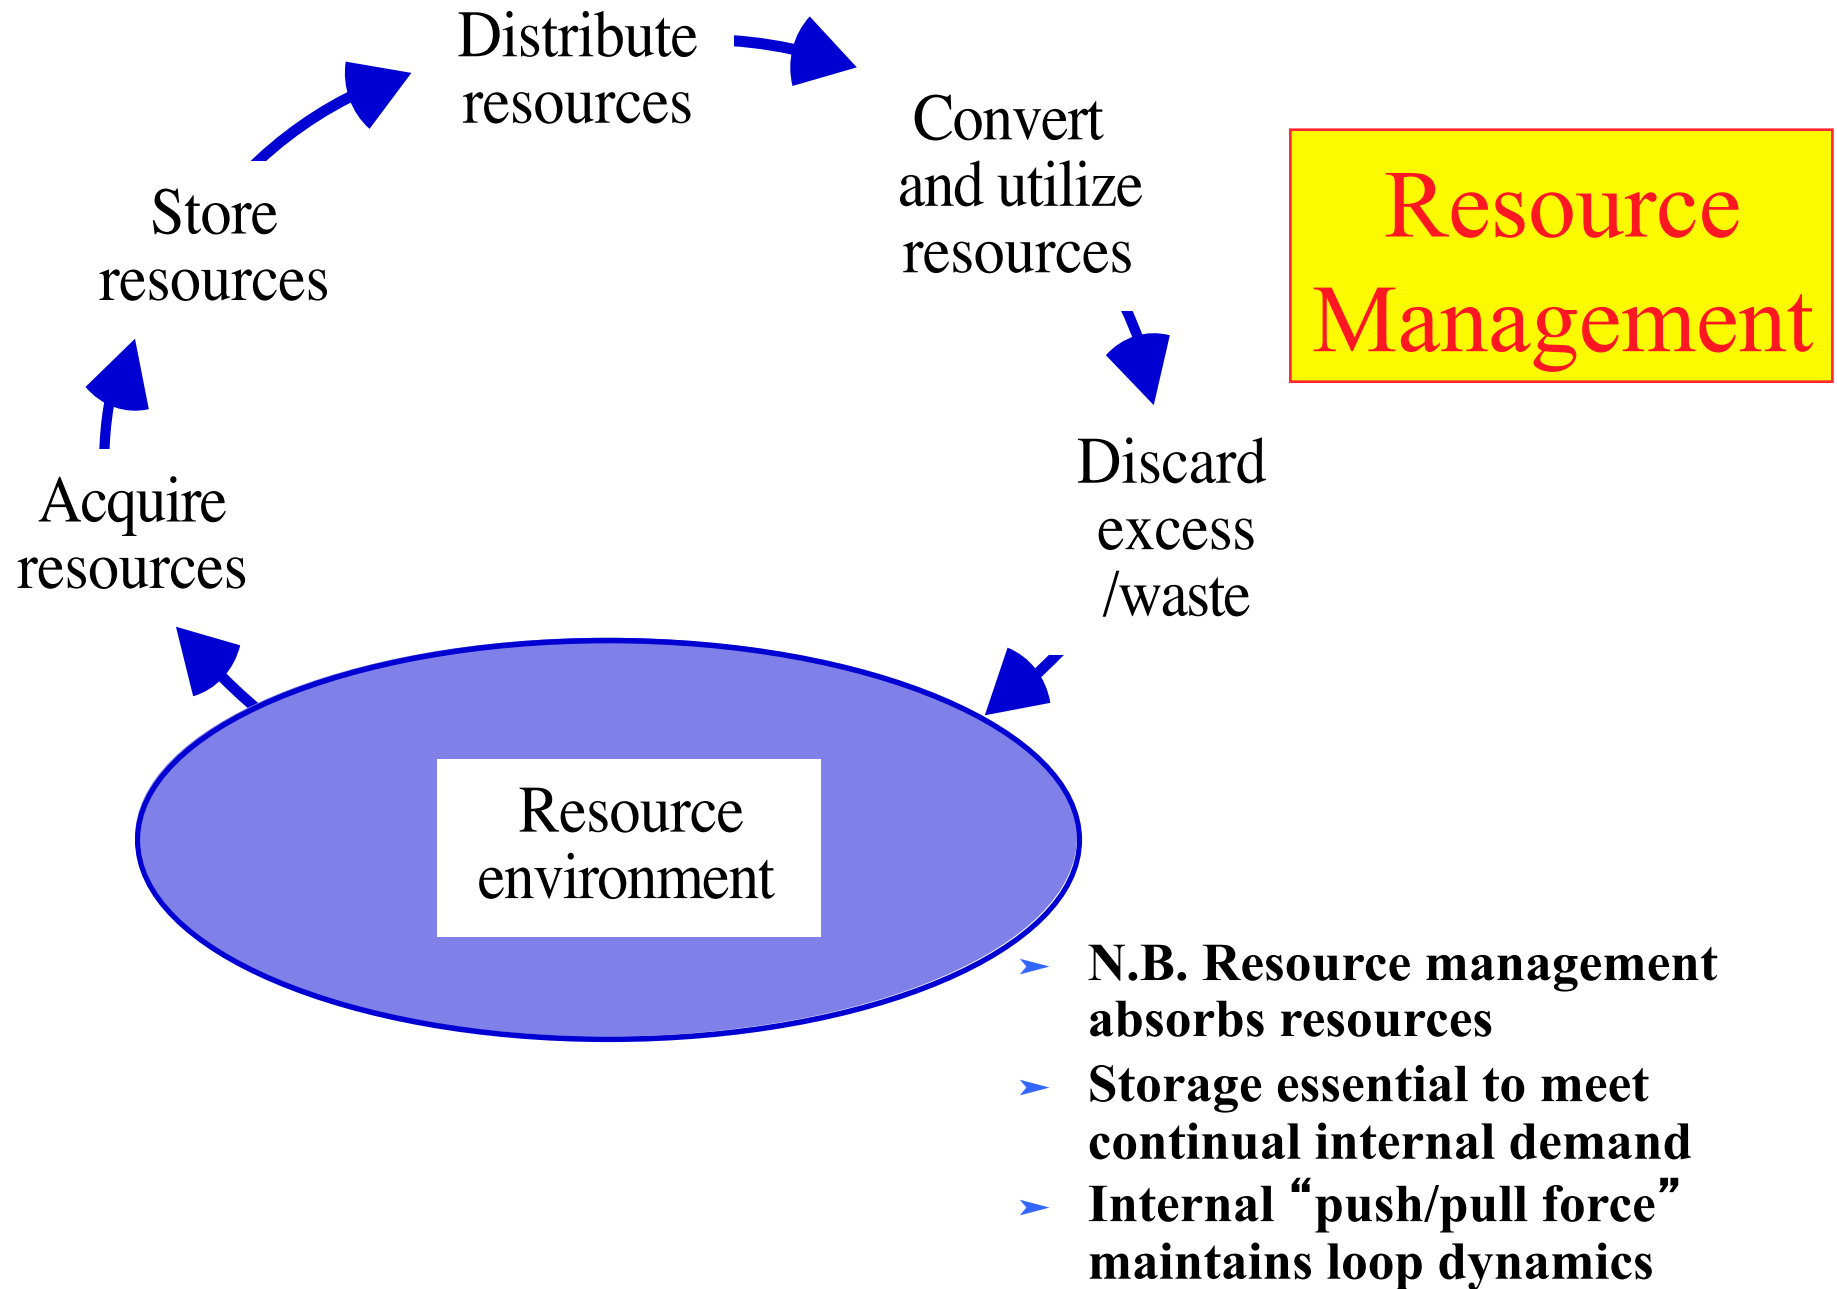 Distribute
resources
Convert
and utilize
resources
Resource
Management
Store
resources
Acquire
resources
Discard
excess
/waste
Resource
environment
➢ N.B. Resource management
absorbs resources
➢ Storage essential to meet
continual internal demand
➢ Internal “push/pull force”
maintains loop dynamics